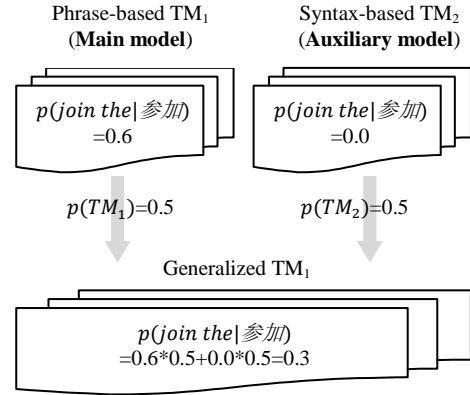 Phrase-based TM₁
(Main model)
Syntax-based TM₂
(Auxiliary model)
p(join the|参加)
=0.6
p(join the|参加)
=0.0
p(TM₁)=0.5
p(TM₂)=0.5
Generalized TM₁
p(join the|参加)
=0.6*0.5+0.0*0.5=0.3